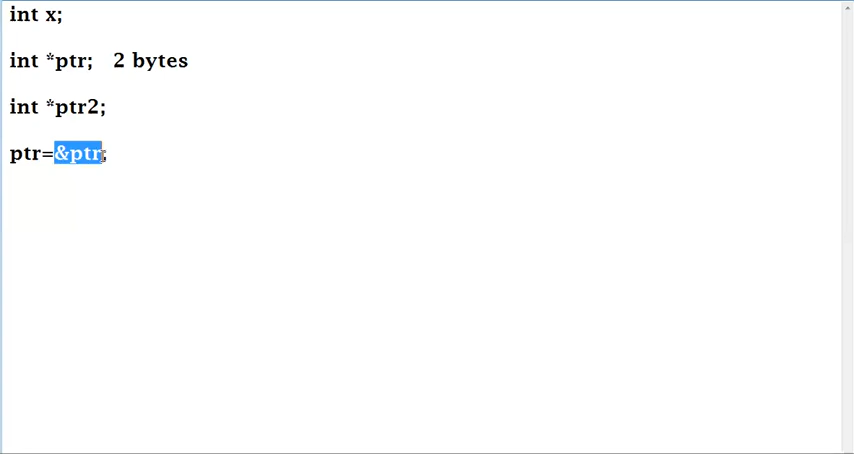 int x;
int *ptr;   2 bytes
int *ptr2;
ptr=&ptr;